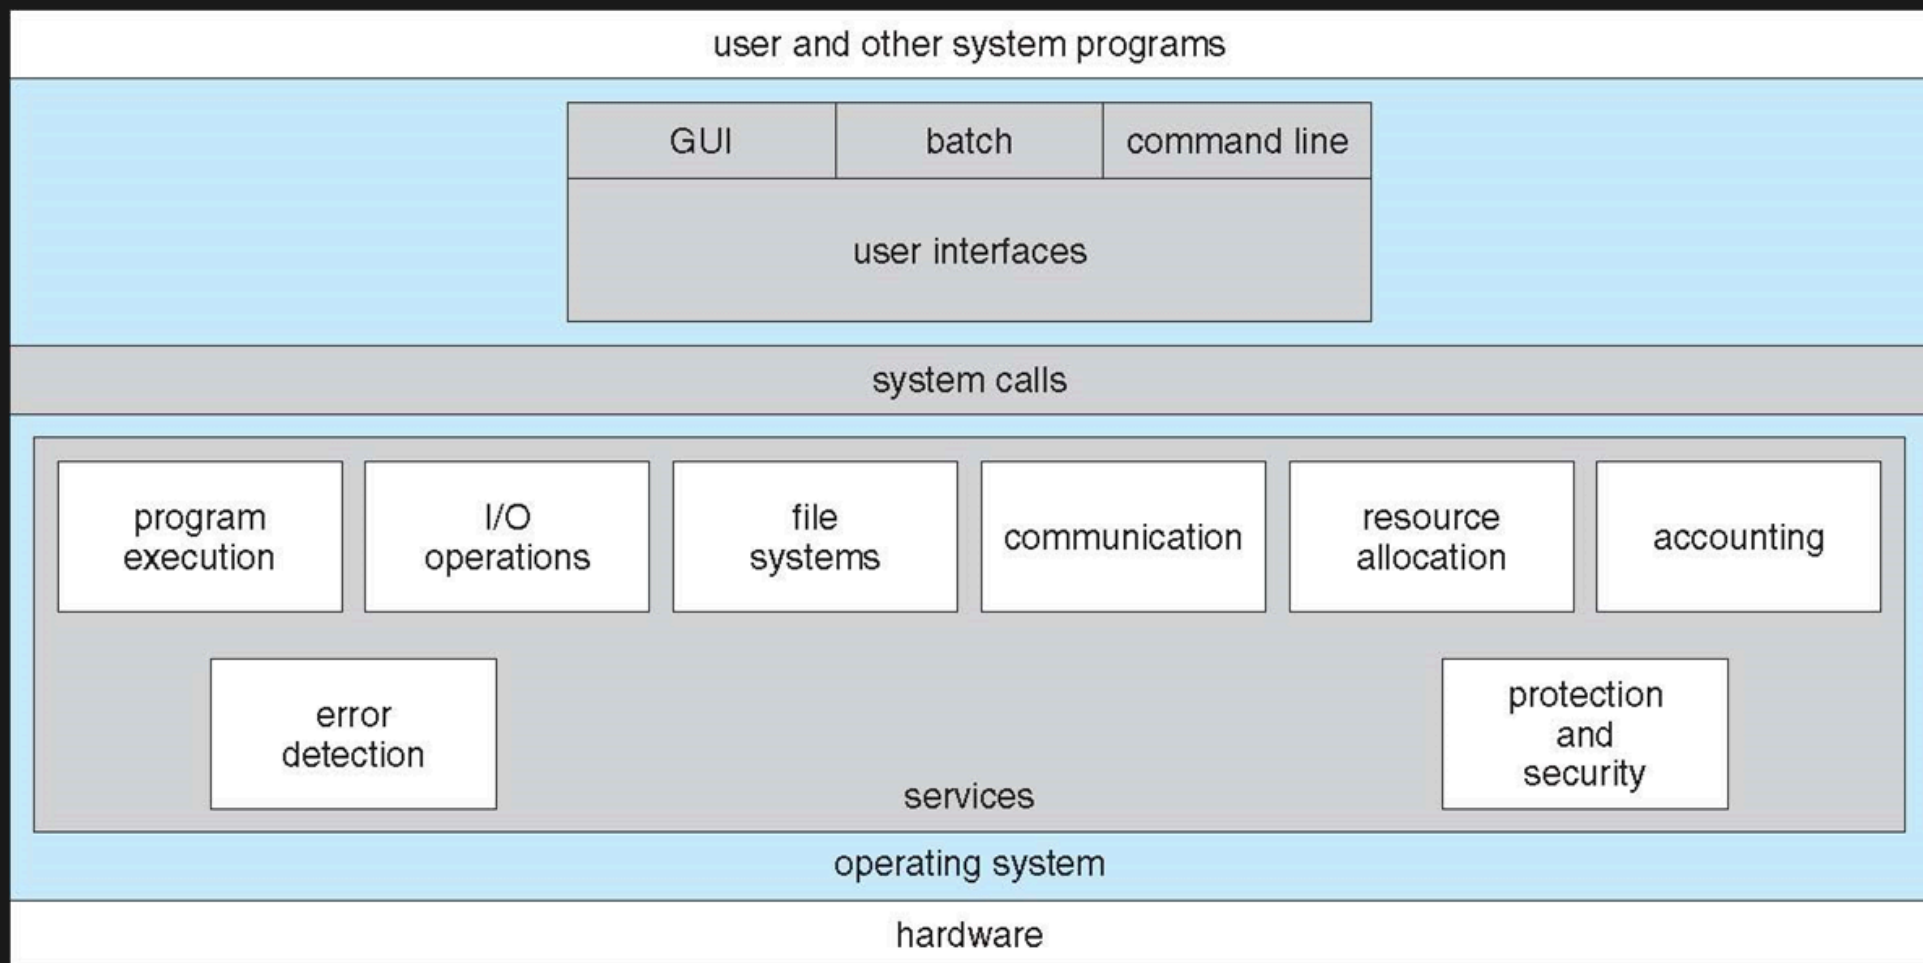 user and other system programs
GUI
batch
command line
user interfaces
system calls
program
execution
I/O
operations
file
systems
communication
resource
allocation
accounting
error
detection
protection
and
security
services
operating system
hardware